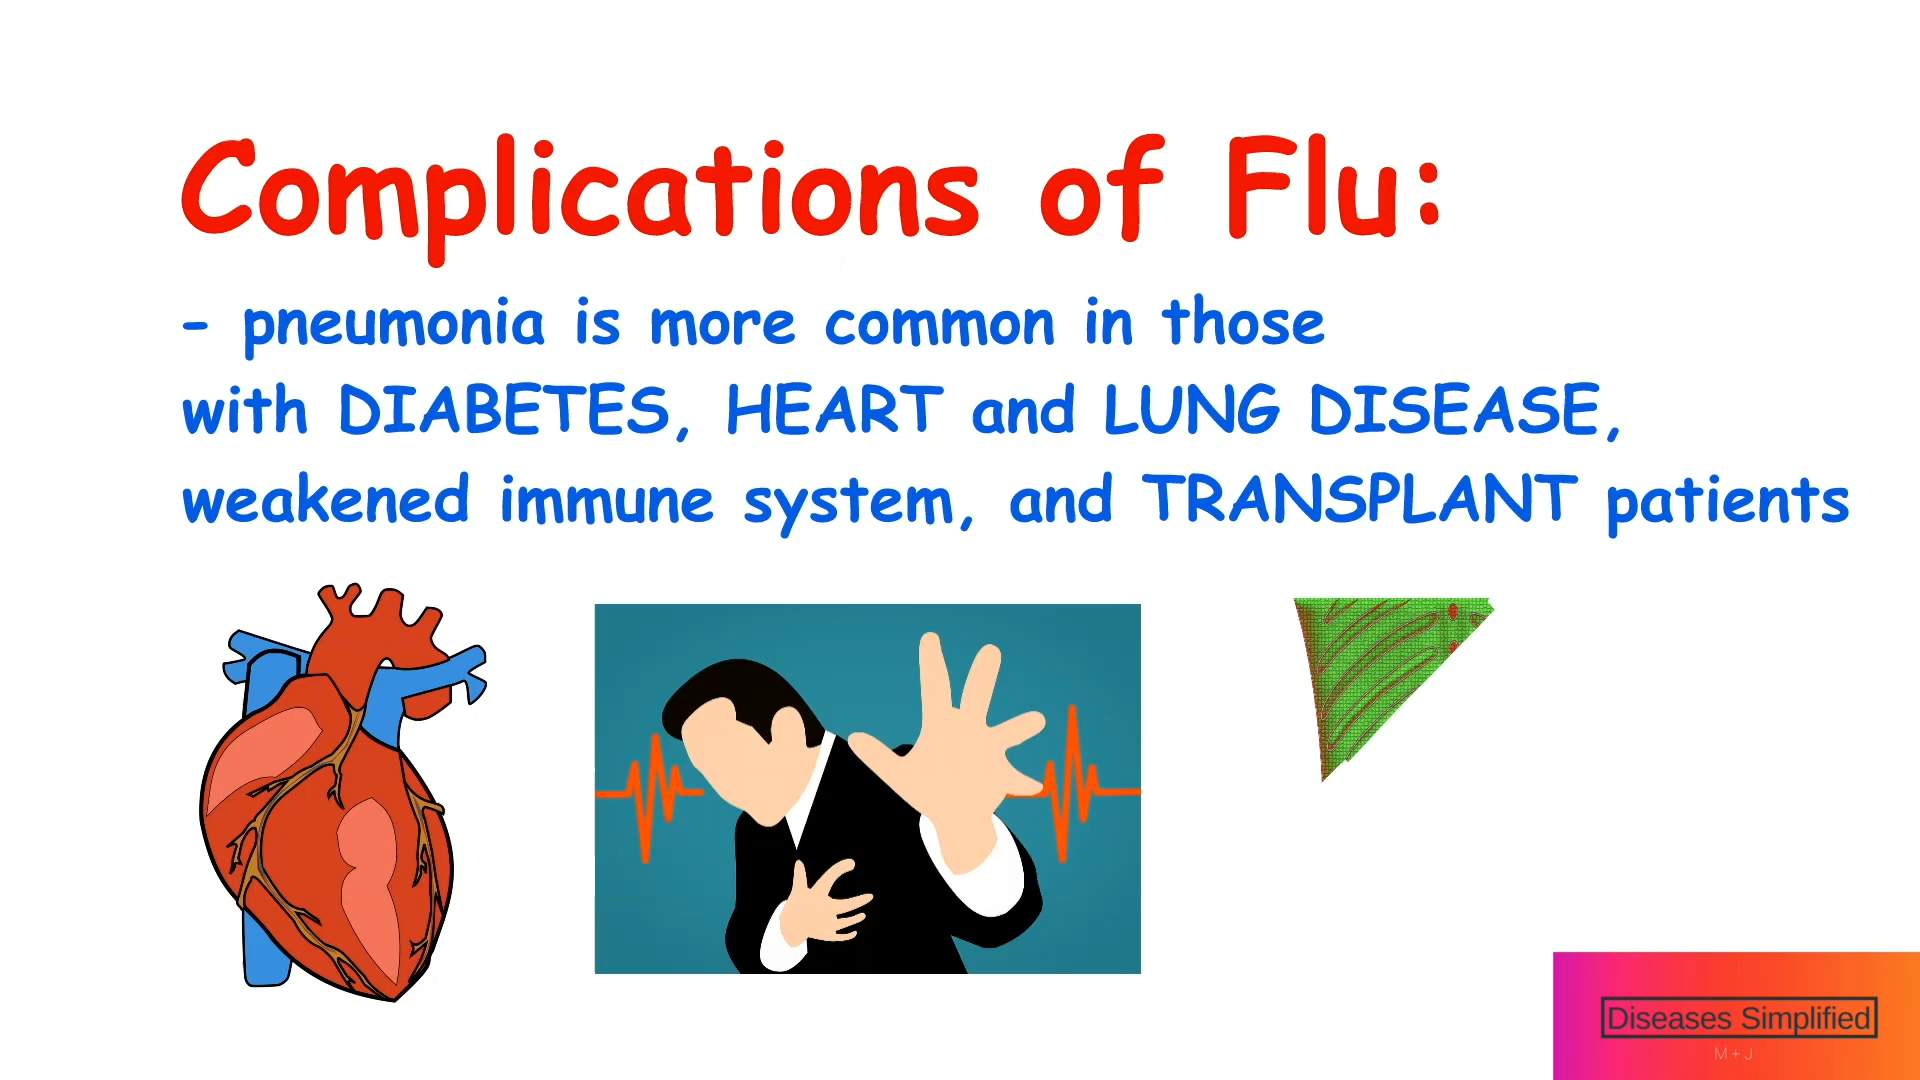 Complications of Flu:
- pneumonia is more common in those
with DIABETES, HEART and LUNG DISEASE,
weakened immune system, and TRANSPLANT patients
Diseases Simplified
M+J